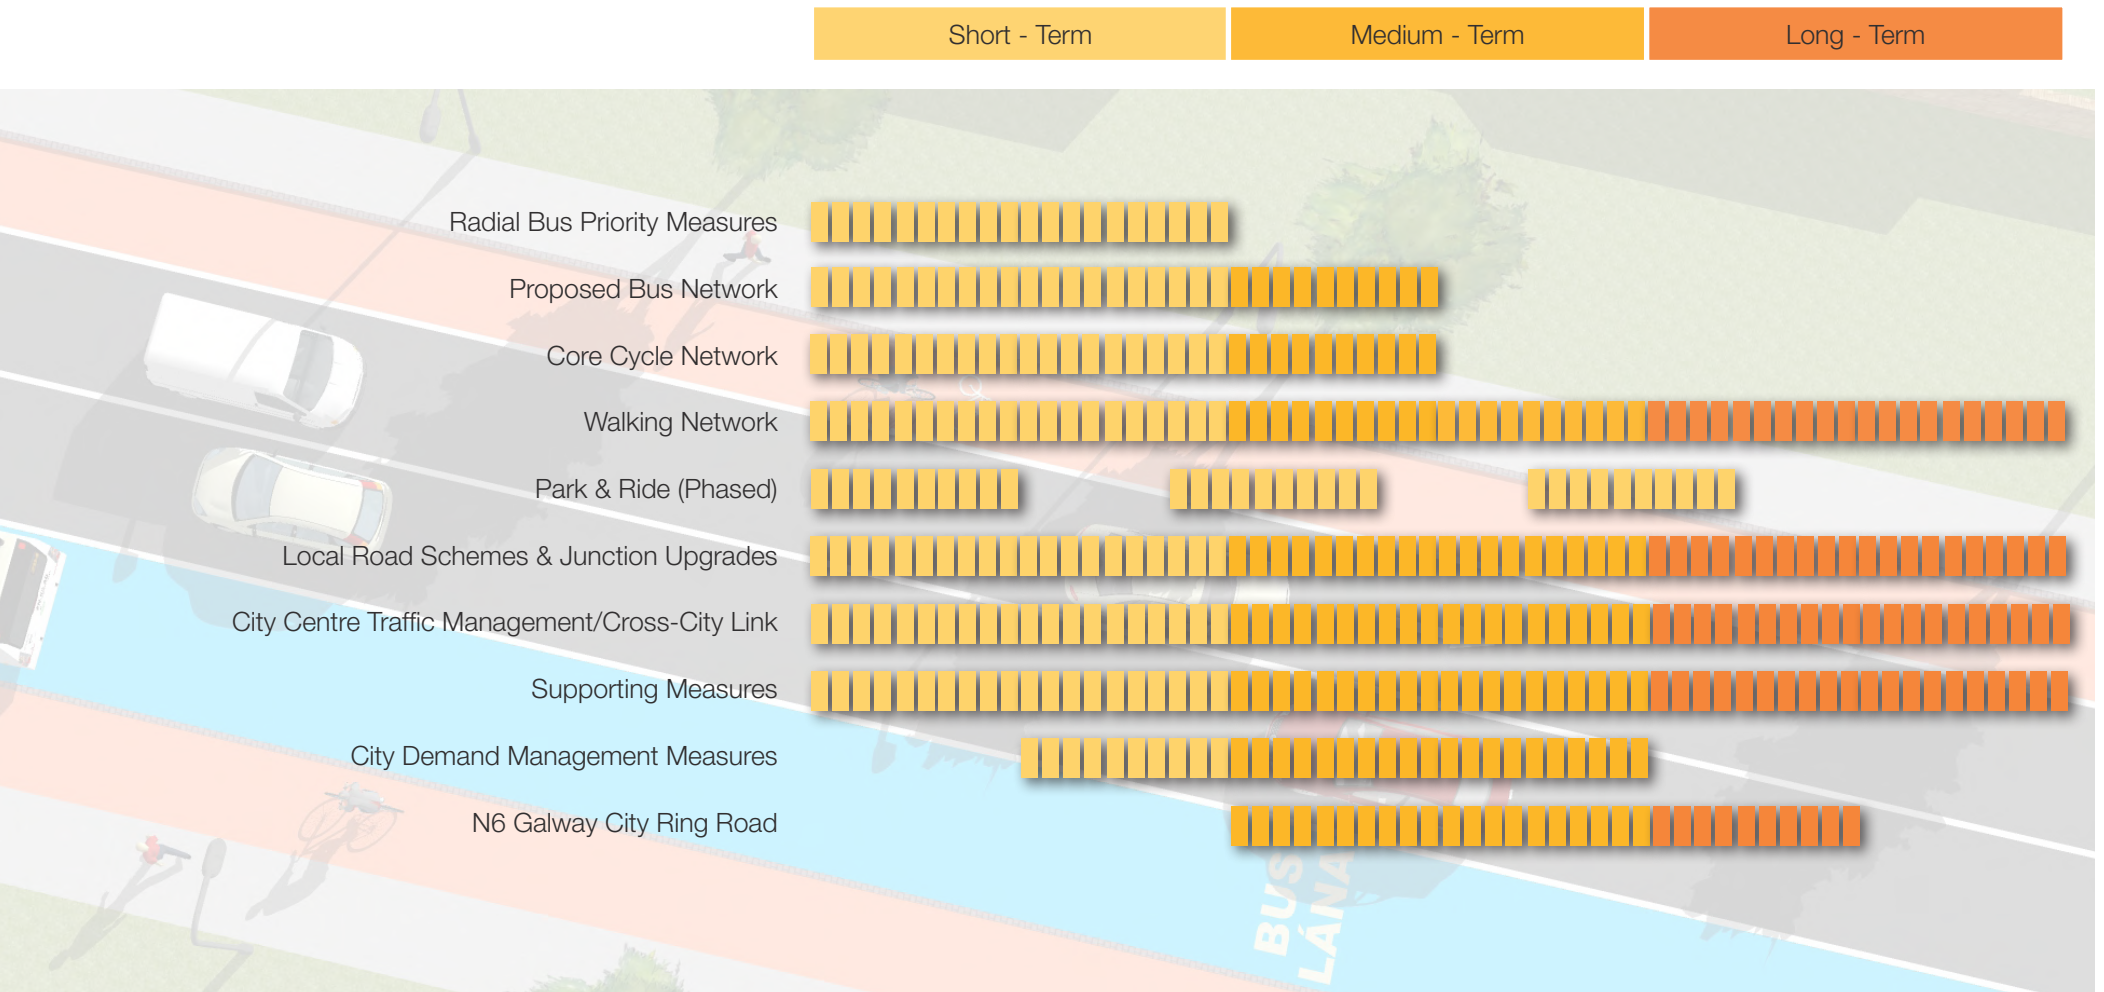 Short - Term
Medium - Term
Long - Term
Radial Bus Priority Measures
Proposed Bus Network
Core Cycle Network
Walking Network
Park & Ride (Phased)
Local Road Schemes & Junction Upgrades
City Centre Traffic Management/Cross-City Link
Supporting Measures
City Demand Management Measures
N6 Galway City Ring Road
BUS
LÁNA